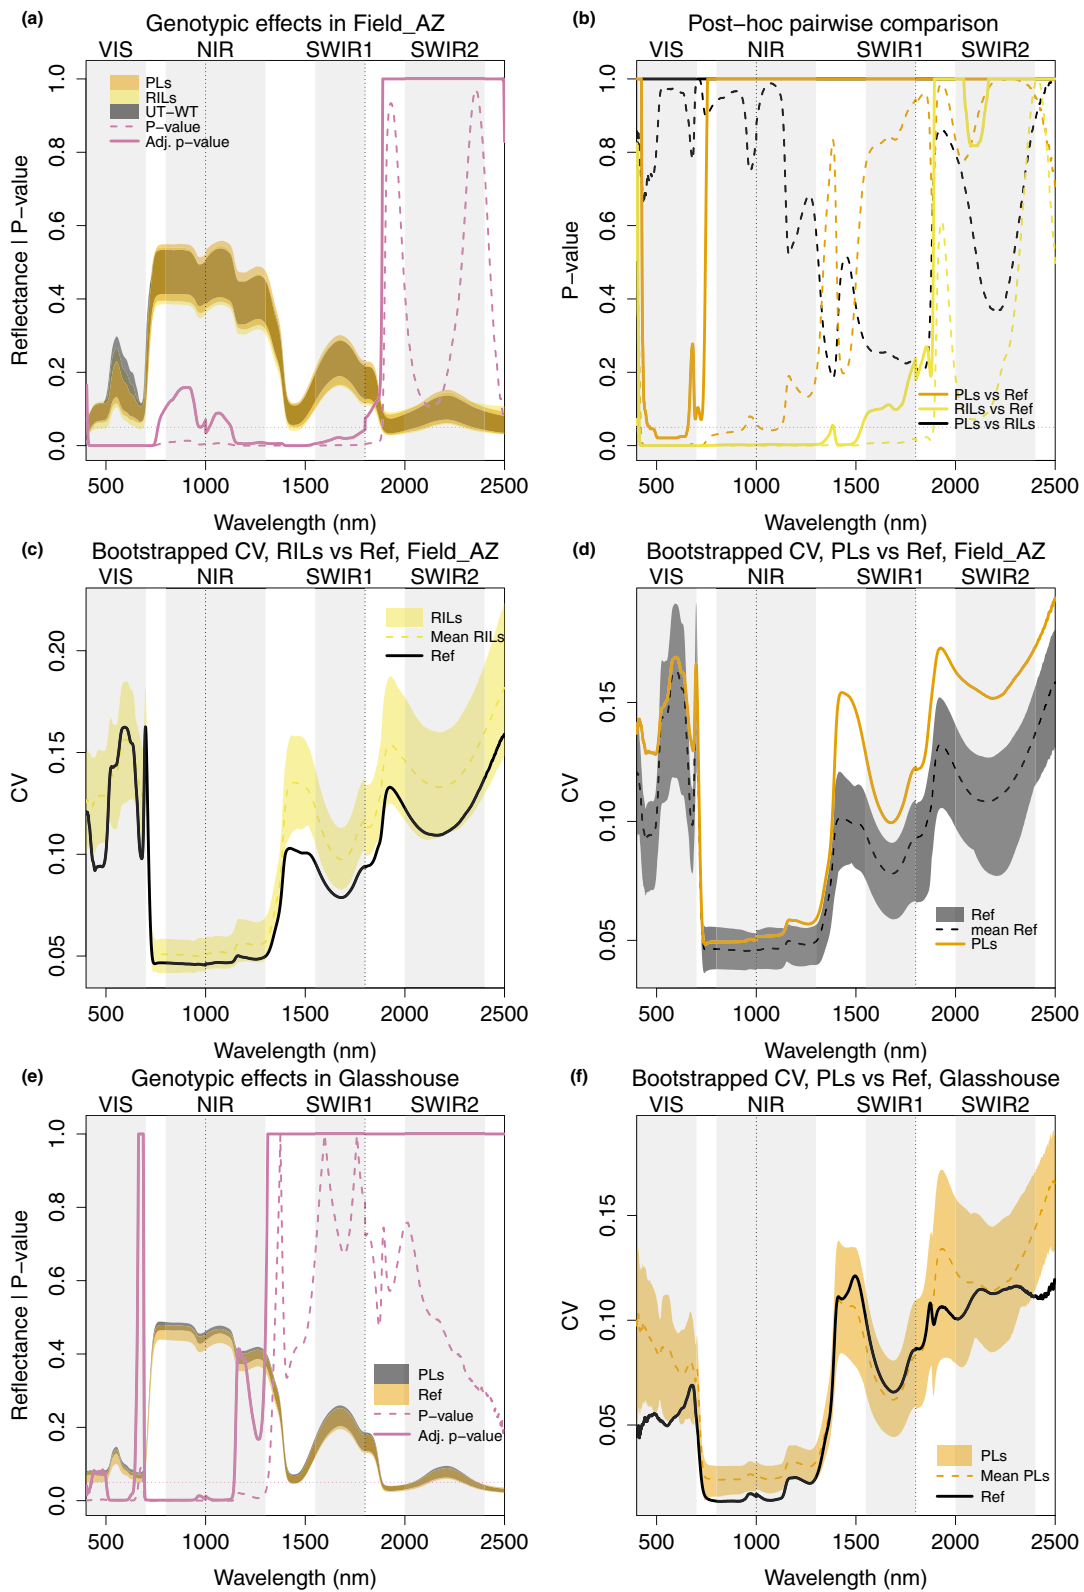 (a)
Genotypic effects in Field_AZ
VIS NIR SWIR1 SWIR2
PLs
RILs
UT−WT
P−value
Adj. p−value
Reflectance | P−value
0.0 0.2 0.4 0.6 0.8 1.0
500 1000 1500 2000 2500
Wavelength (nm)
(b)
Post−hoc pairwise comparison
VIS NIR SWIR1 SWIR2
P−value
0.0 0.2 0.4 0.6 0.8 1.0
PLs vs Ref
RILs vs Ref
PLs vs RILs
500 1000 1500 2000 2500
Wavelength (nm)
(c)
Bootstrapped CV, RILs vs Ref, Field_AZ
VIS NIR SWIR1 SWIR2
RILs
Mean RILs
Ref
CV
0.05 0.10 0.15 0.20
500 1000 1500 2000 2500
Wavelength (nm)
(d)
Bootstrapped CV, PLs vs Ref, Field_AZ
VIS NIR SWIR1 SWIR2
CV
0.05 0.10 0.15
Ref
mean Ref
PLs
500 1000 1500 2000 2500
Wavelength (nm)
(e)
Genotypic effects in Glasshouse
VIS NIR SWIR1 SWIR2
Reflectance | P−value
0.0 0.2 0.4 0.6 0.8 1.0
PLs
Ref
P−value
Adj. p−value
500 1000 1500 2000 2500
Wavelength (nm)
(f)
Bootstrapped CV, PLs vs Ref, Glasshouse
VIS NIR SWIR1 SWIR2
CV
0.05 0.10 0.15
PLs
Mean PLs
Ref
500 1000 1500 2000 2500
Wavelength (nm)